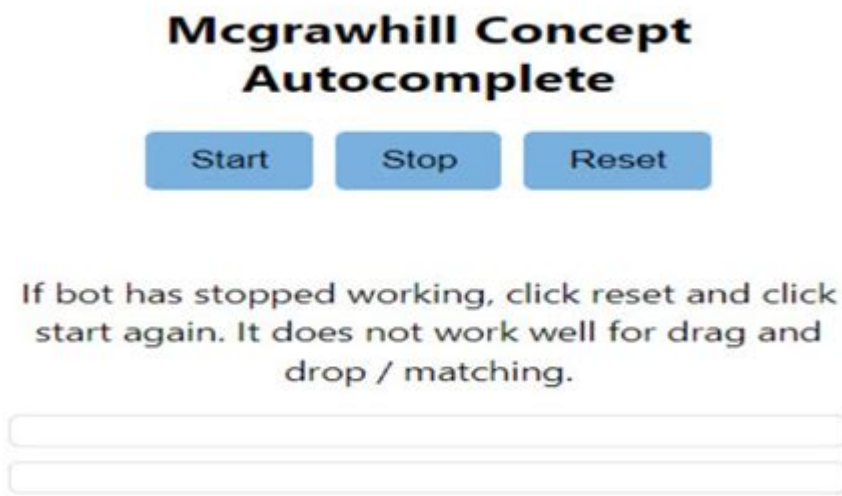 Mcgrawhill Concept
Autocomplete
Start Stop Reset
If bot has stopped working, click reset and click
start again. It does not work well for drag and
drop / matching.